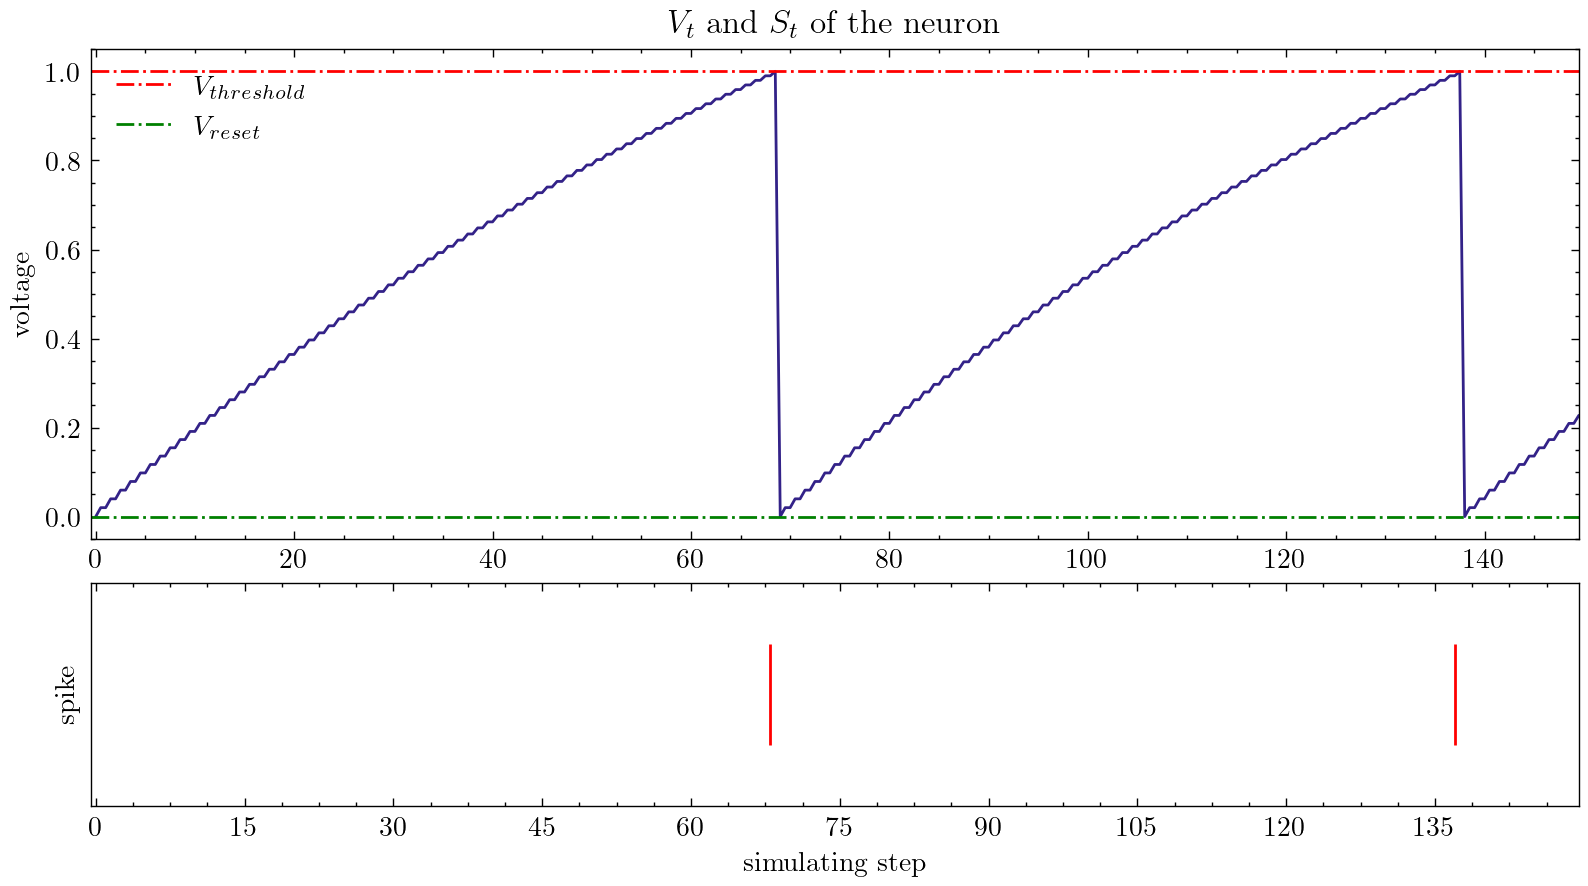 V_t and S_t of the neuron
voltage
1.0
0.8
0.6
0.4
0.2
0.0
V_threshold
V_reset
0 20 40 60 80 100 120 140
spike
0 15 30 45 60 75 90 105 120 135
simulating step